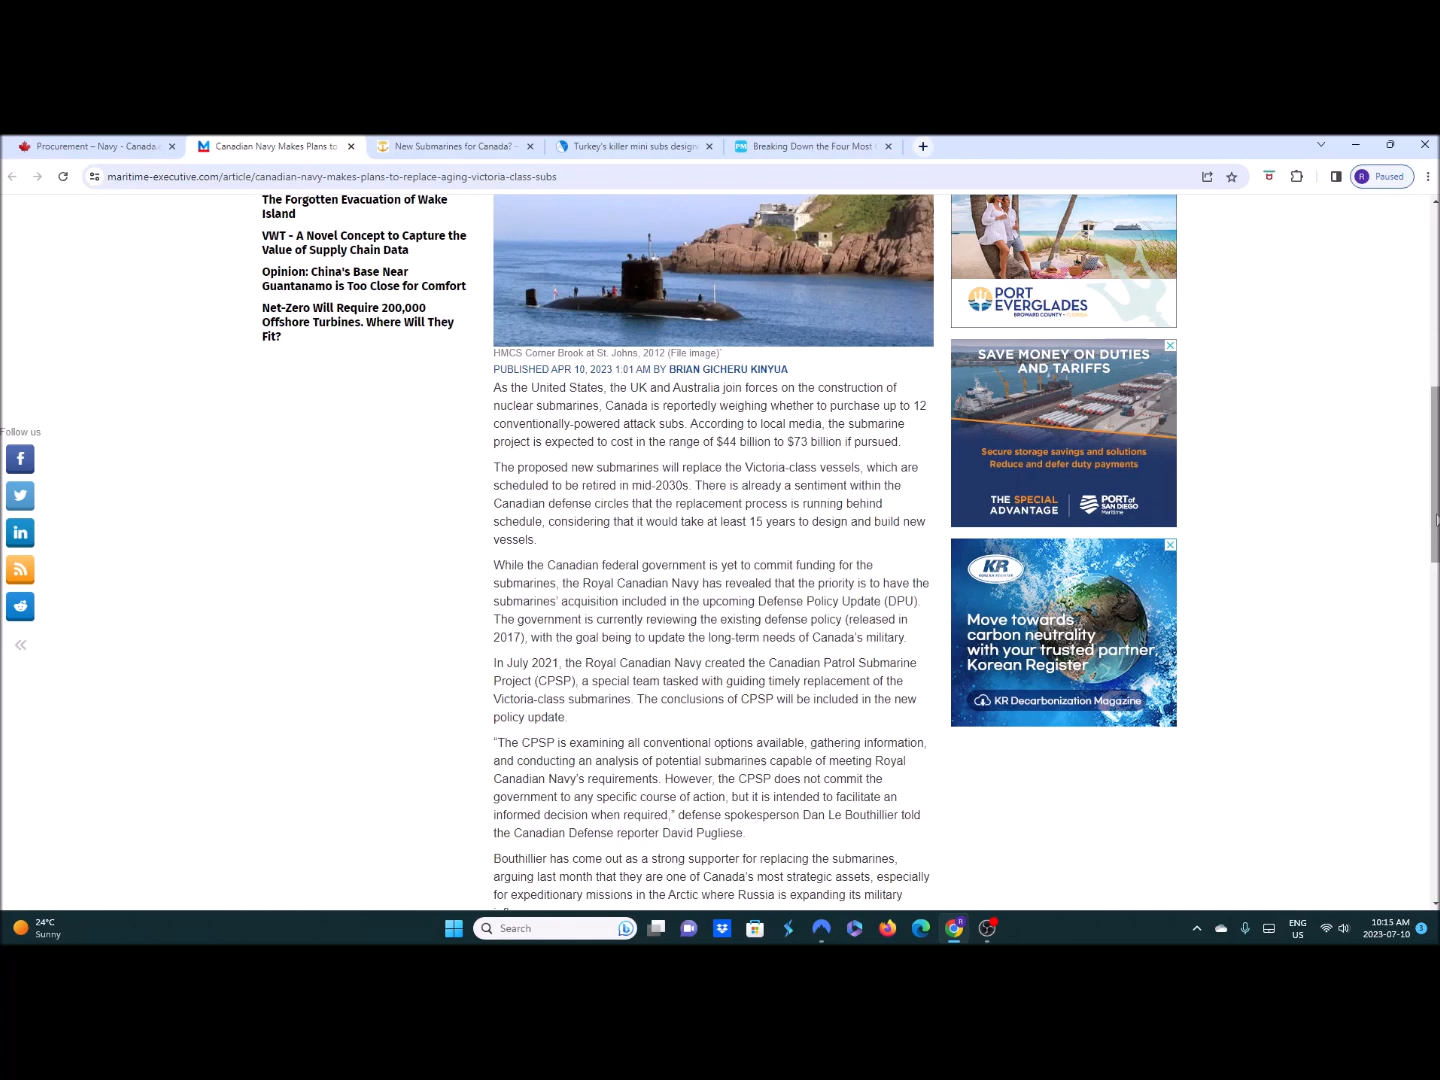 Procurement – Navy - Canada.
Canadian Navy Makes Plans to
New Submarines for Canada? -
Turkey's killer mini subs design
Breaking Down the Four Most
maritime-executive.com/article/canadian-navy-makes-plans-to-replace-aging-victoria-class-subs
R Paused
The Forgotten Evacuation of Wake
Island
VWT - A Novel Concept to Capture the
Value of Supply Chain Data
Opinion: China's Base Near
Guantanamo is Too Close for Comfort
Net-Zero Will Require 200,000
Offshore Turbines. Where Will They
Fit?
Follow us
HMCS Corner Brook at St. Johns, 2012 (File image)`
PUBLISHED APR 10, 2023 1:01 AM BY BRIAN GICHERU KINYUA
As the United States, the UK and Australia join forces on the construction of
nuclear submarines, Canada is reportedly weighing whether to purchase up to 12
conventionally-powered attack subs. According to local media, the submarine
project is expected to cost in the range of $44 billion to $73 billion if pursued.
The proposed new submarines will replace the Victoria-class vessels, which are
scheduled to be retired in mid-2030s. There is already a sentiment within the
Canadian defense circles that the replacement process is running behind
schedule, considering that it would take at least 15 years to design and build new
vessels.
While the Canadian federal government is yet to commit funding for the
submarines, the Royal Canadian Navy has revealed that the priority is to have the
submarines' acquisition included in the upcoming Defense Policy Update (DPU).
The government is currently reviewing the existing defense policy (released in
2017), with the goal being to update the long-term needs of Canada's military.
In July 2021, the Royal Canadian Navy created the Canadian Patrol Submarine
Project (CPSP), a special team tasked with guiding timely replacement of the
Victoria-class submarines. The conclusions of CPSP will be included in the new
policy update.
"The CPSP is examining all conventional options available, gathering information,
and conducting an analysis of potential submarines capable of meeting Royal
Canadian Navy's requirements. However, the CPSP does not commit the
government to any specific course of action, but it is intended to facilitate an
informed decision when required," defense spokesperson Dan Le Bouthillier told
the Canadian Defense reporter David Pugliese.
Bouthillier has come out as a strong supporter for replacing the submarines,
arguing last month that they are one of Canada's most strategic assets, especially
for expeditionary missions in the Arctic where Russia is expanding its military
PORT
EVERGLADES
BROWARD COUNTY • FLORIDA
SAVE MONEY ON DUTIES
AND TARIFFS
Secure storage savings and solutions
Reduce and defer duty payments
THE SPECIAL
ADVANTAGE
PORT of
SAN DIEGO
Maritime
KR
KOREAN REGISTER
Move towards
carbon neutrality
with your trusted partner
Korean Register
KR Decarbonization Magazine
24°C
Sunny
Search
ENG
US
10:15 AM
2023-07-10
3